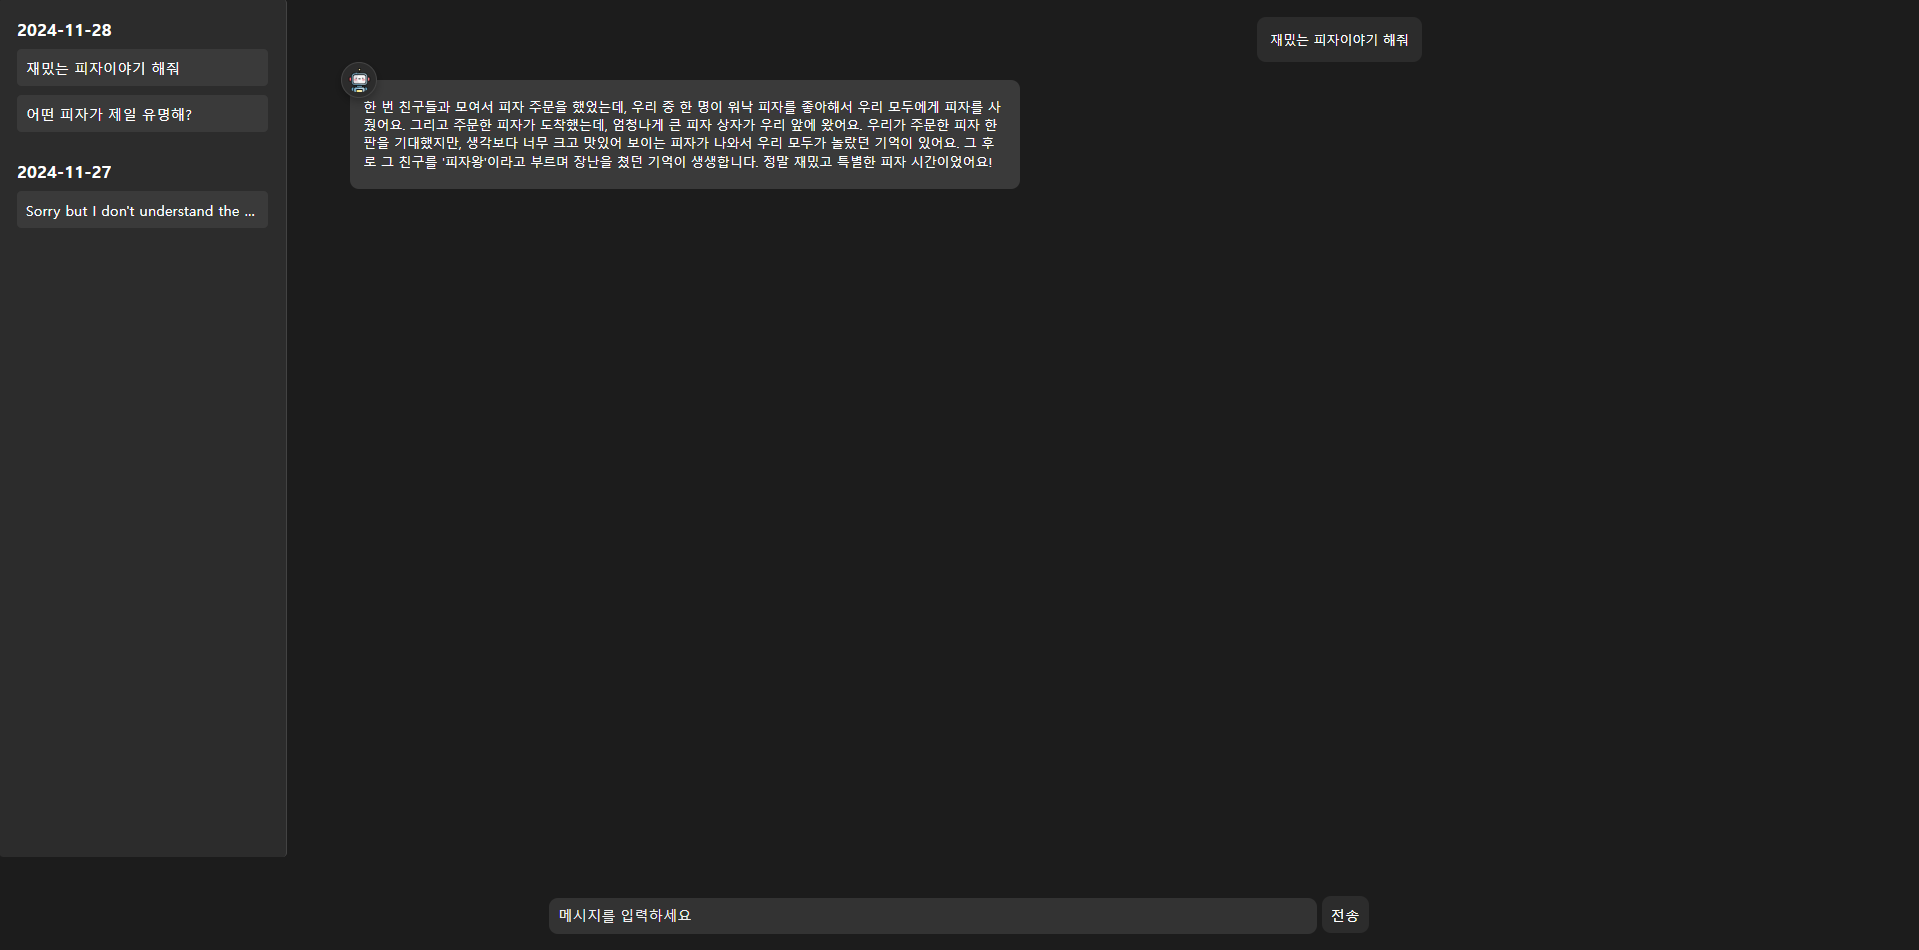 2024-11-28
재밌는 피자이야기 해줘
어떤 피자가 제일 유명해?
2024-11-27
Sorry but I don't understand the ...
재밌는 피자이야기 해줘
한 번 친구들과 모여서 피자 주문을 했었는데, 우리 중 한 명이 워낙 피자를 좋아해서 우리 모두에게 피자를 사
줬어요. 그리고 주문한 피자가 도착했는데, 엄청나게 큰 피자 상자가 우리 앞에 왔어요. 우리가 주문한 피자 한
판을 기대했지만, 생각보다 너무 크고 맛있어 보이는 피자가 나와서 우리 모두가 놀랐던 기억이 있어요. 그 후
로 그 친구를 '피자왕'이라고 부르며 장난을 쳤던 기억이 생생합니다. 정말 재밌고 특별한 피자 시간이었어요!
메시지를 입력하세요
전송